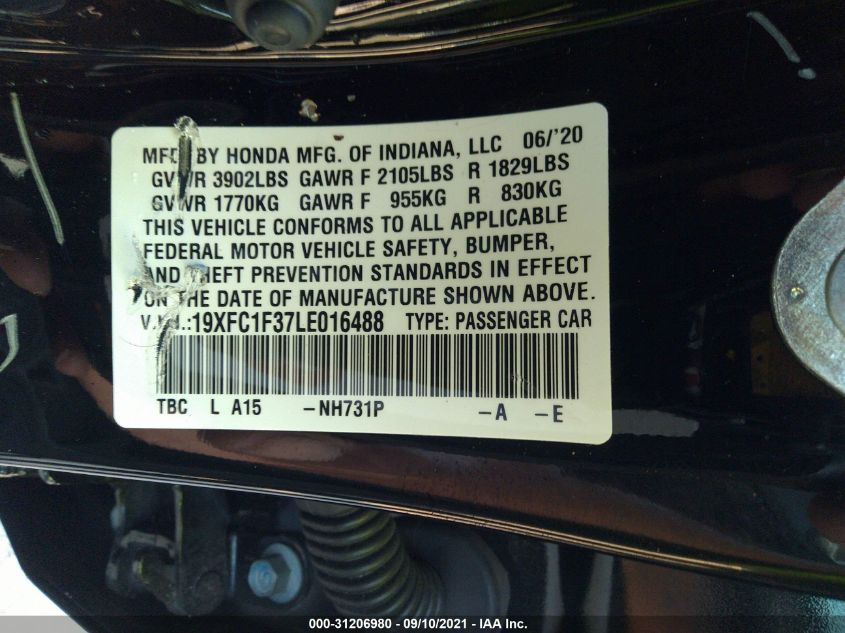 MFD BY HONDA MFG. OF INDIANA, LLC 06/'20
GVWR 3902LBS GAWR F 2105LBS R 1829LBS
GVWR 1770KG GAWR F 955KG R 830KG
THIS VEHICLE CONFORMS TO ALL APPLICABLE
FEDERAL MOTOR VEHICLE SAFETY, BUMPER,
AND THEFT PREVENTION STANDARDS IN EFFECT
ON THE DATE OF MANUFACTURE SHOWN ABOVE.
V.I.N.:19XFC1F37LE016488 TYPE: PASSENGER CAR
TBC L A15 -NH731P -A -E
000-31206980 - 09/10/2021 - IAA Inc.